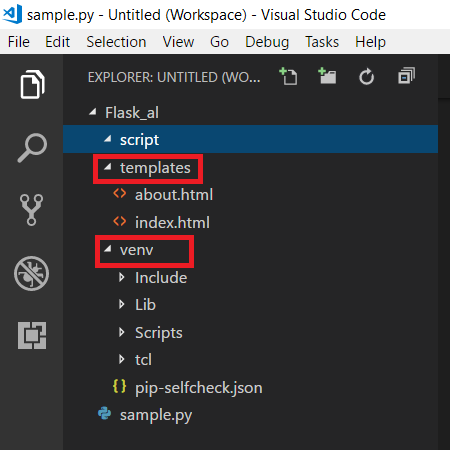 sample.py - Untitled (Workspace) - Visual Studio Code
File Edit Selection View Go Debug Tasks Help
EXPLORER: UNTITLED (WO...
Flask_al
script
templates
<> about.html
<> index.html
venv
Include
Lib
Scripts
tcl
{} pip-selfcheck.json
sample.py